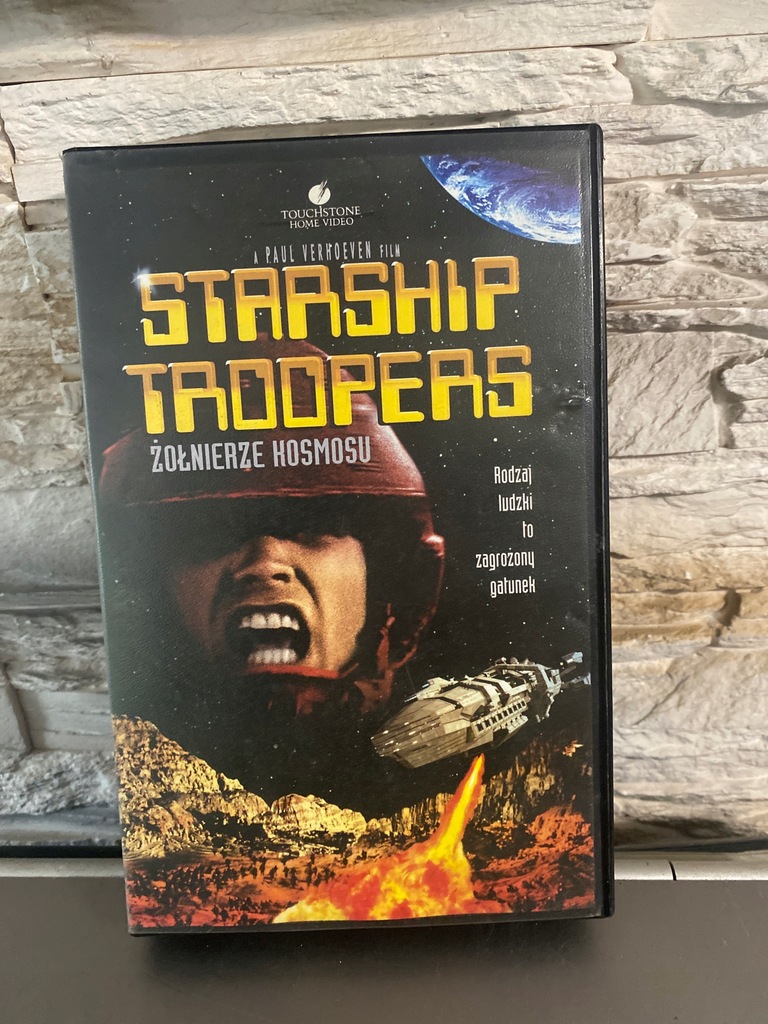 TOUCHSTONE
HOME VIDEO
A PAUL VERHOEVEN FILM
STARSHIP
TROOPERS
ŻOŁNIERZE KOSMOSU
Rodzaj
ludzki
to
zagrożony
gatunek